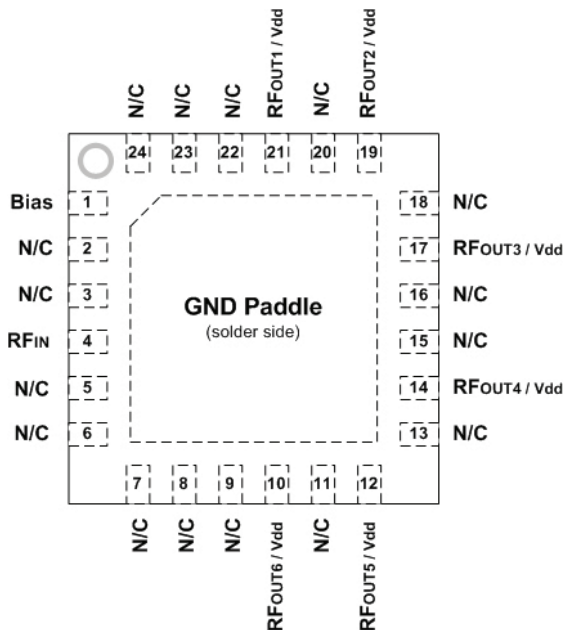 RFOUT1 / Vdd
RFOUT2 / Vdd
N/C
N/C
N/C
N/C
24
23
22
21
20
19
Bias 1
18 N/C
N/C 2
17 RFOUT3 / Vdd
N/C 3
16 N/C
GND Paddle
(solder side)
RFIN 4
15 N/C
N/C 5
14 RFOUT4 / Vdd
N/C 6
13 N/C
7
8
9
10
11
12
N/C
N/C
N/C
RFOUT6 / Vdd
N/C
RFOUT5 / Vdd